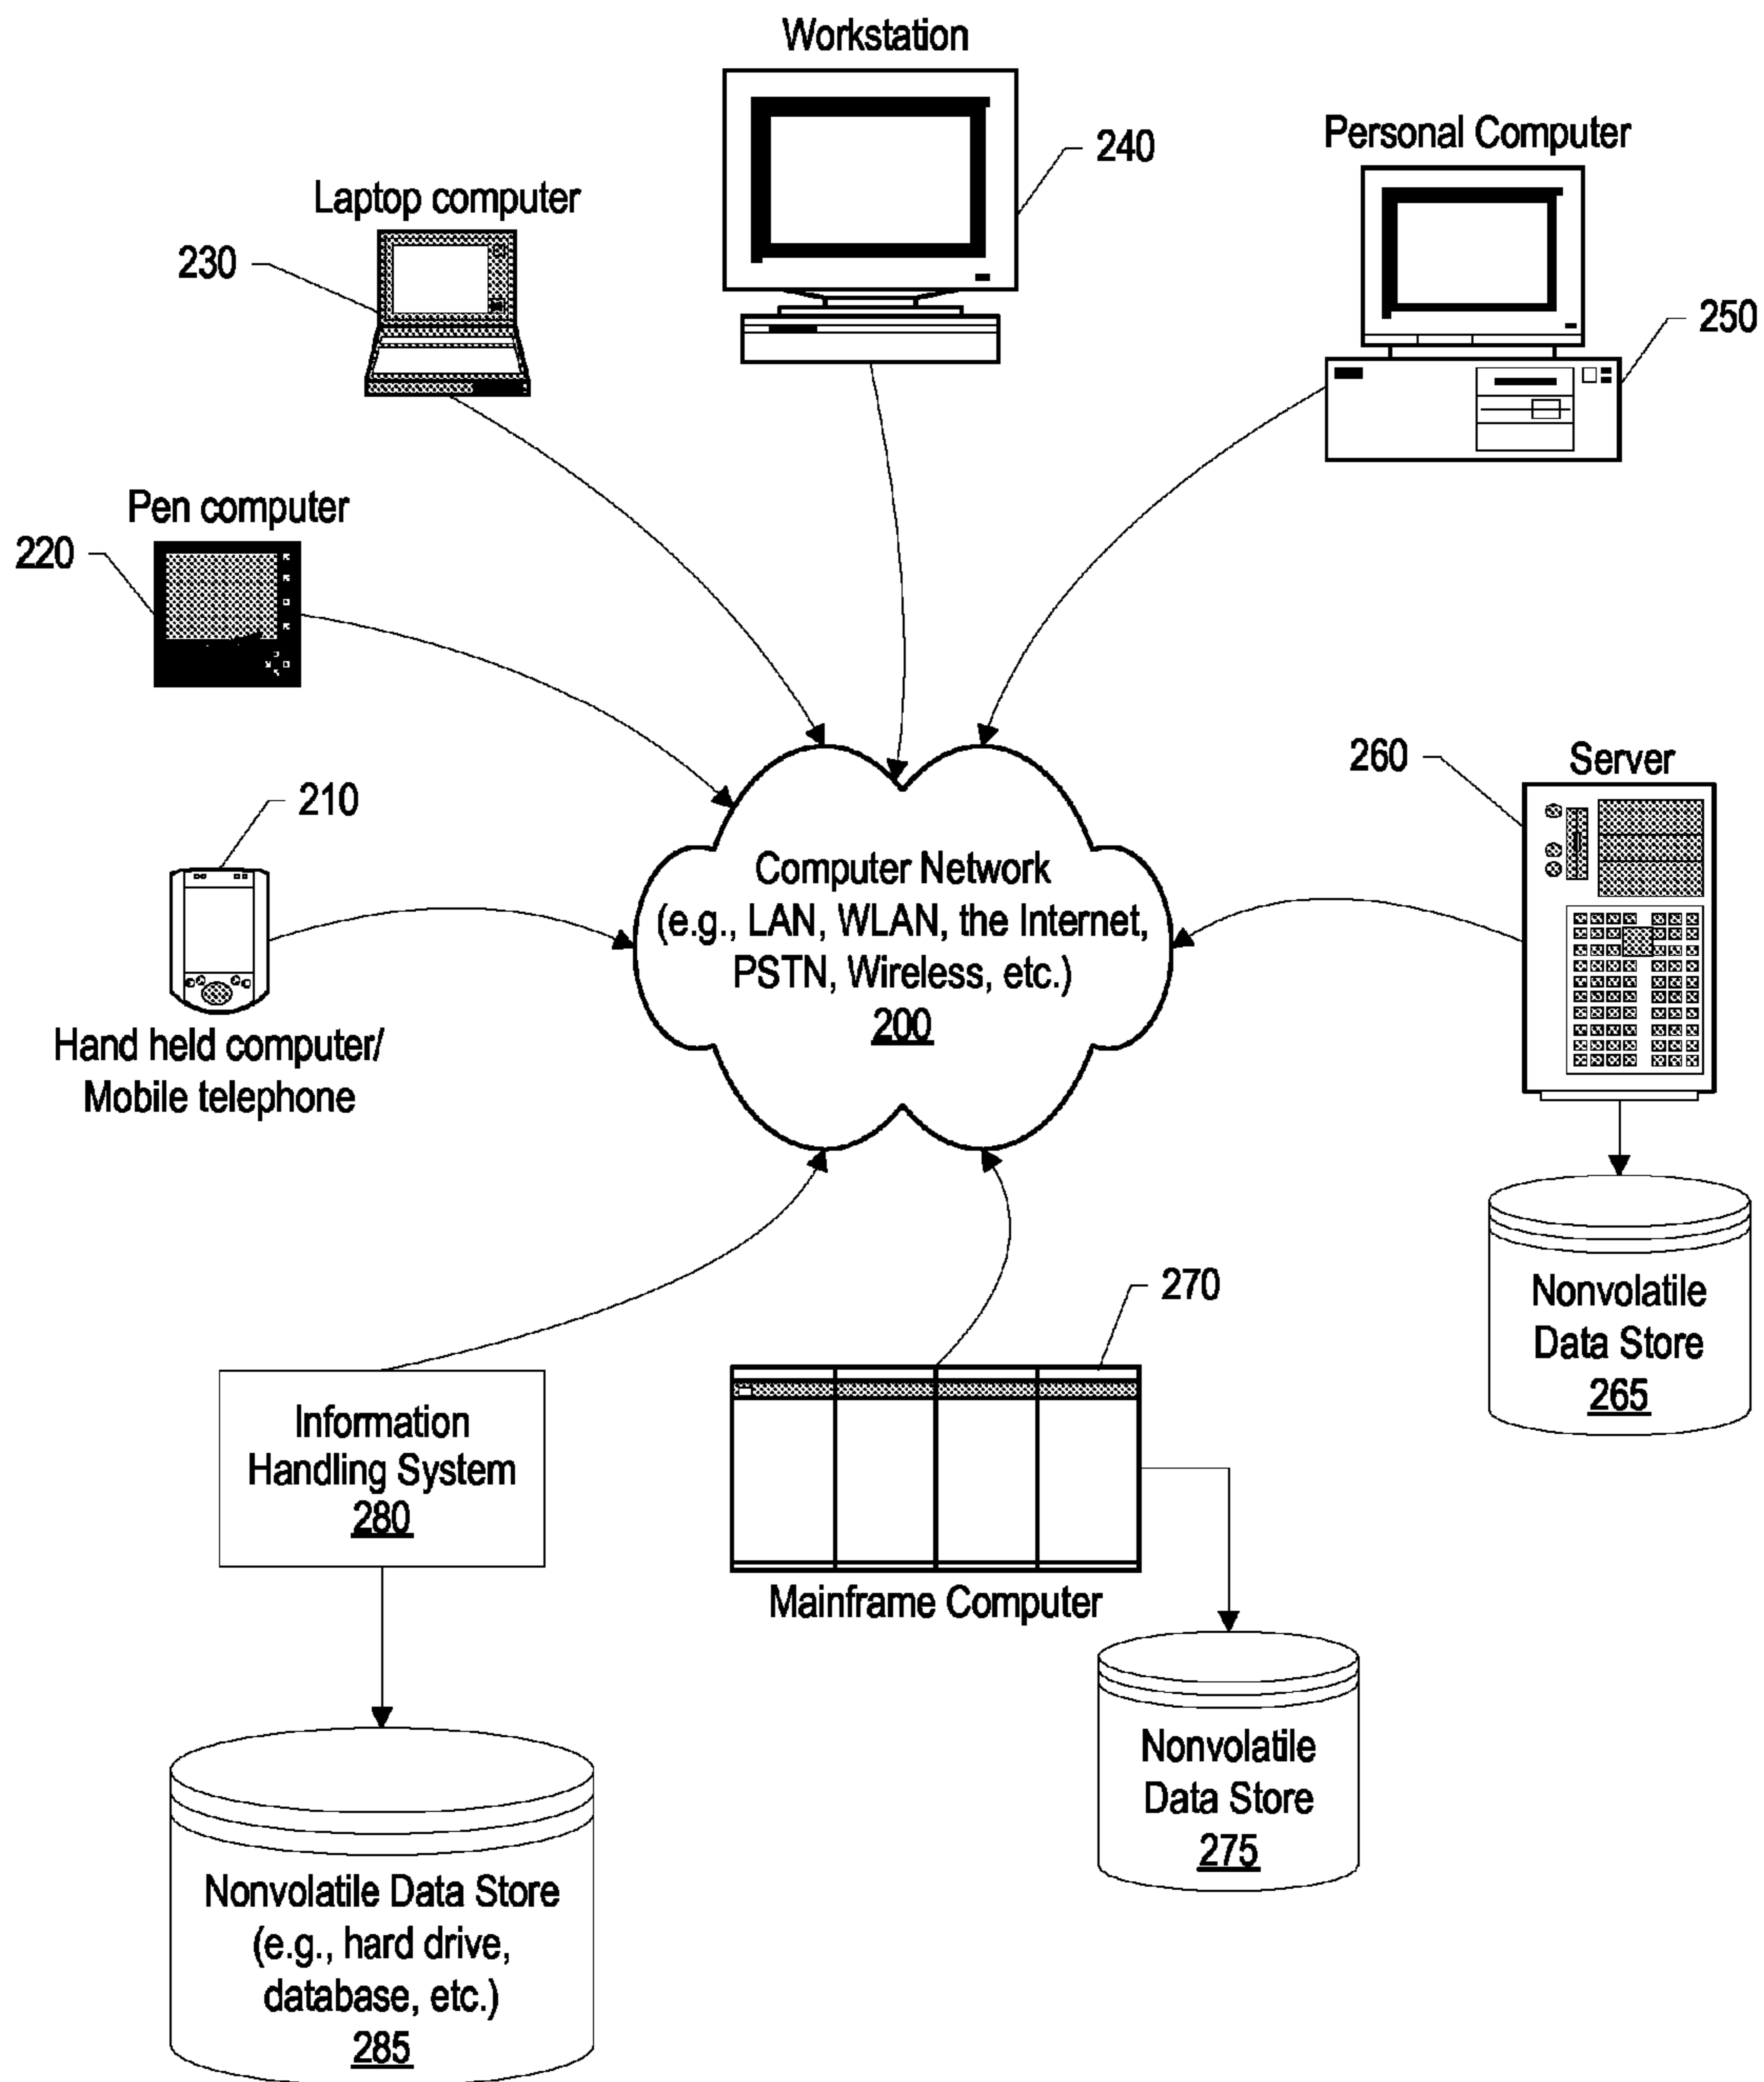 Workstation
240
Personal Computer
250
Laptop computer
230
Pen computer
220
210
Hand held computer/
Mobile telephone
Computer Network
(e.g., LAN, WLAN, the Internet,
PSTN, Wireless, etc.)
200
260
Server
Nonvolatile
Data Store
265
270
Mainframe Computer
Nonvolatile
Data Store
275
Information
Handling System
280
Nonvolatile Data Store
(e.g., hard drive,
database, etc.)
285